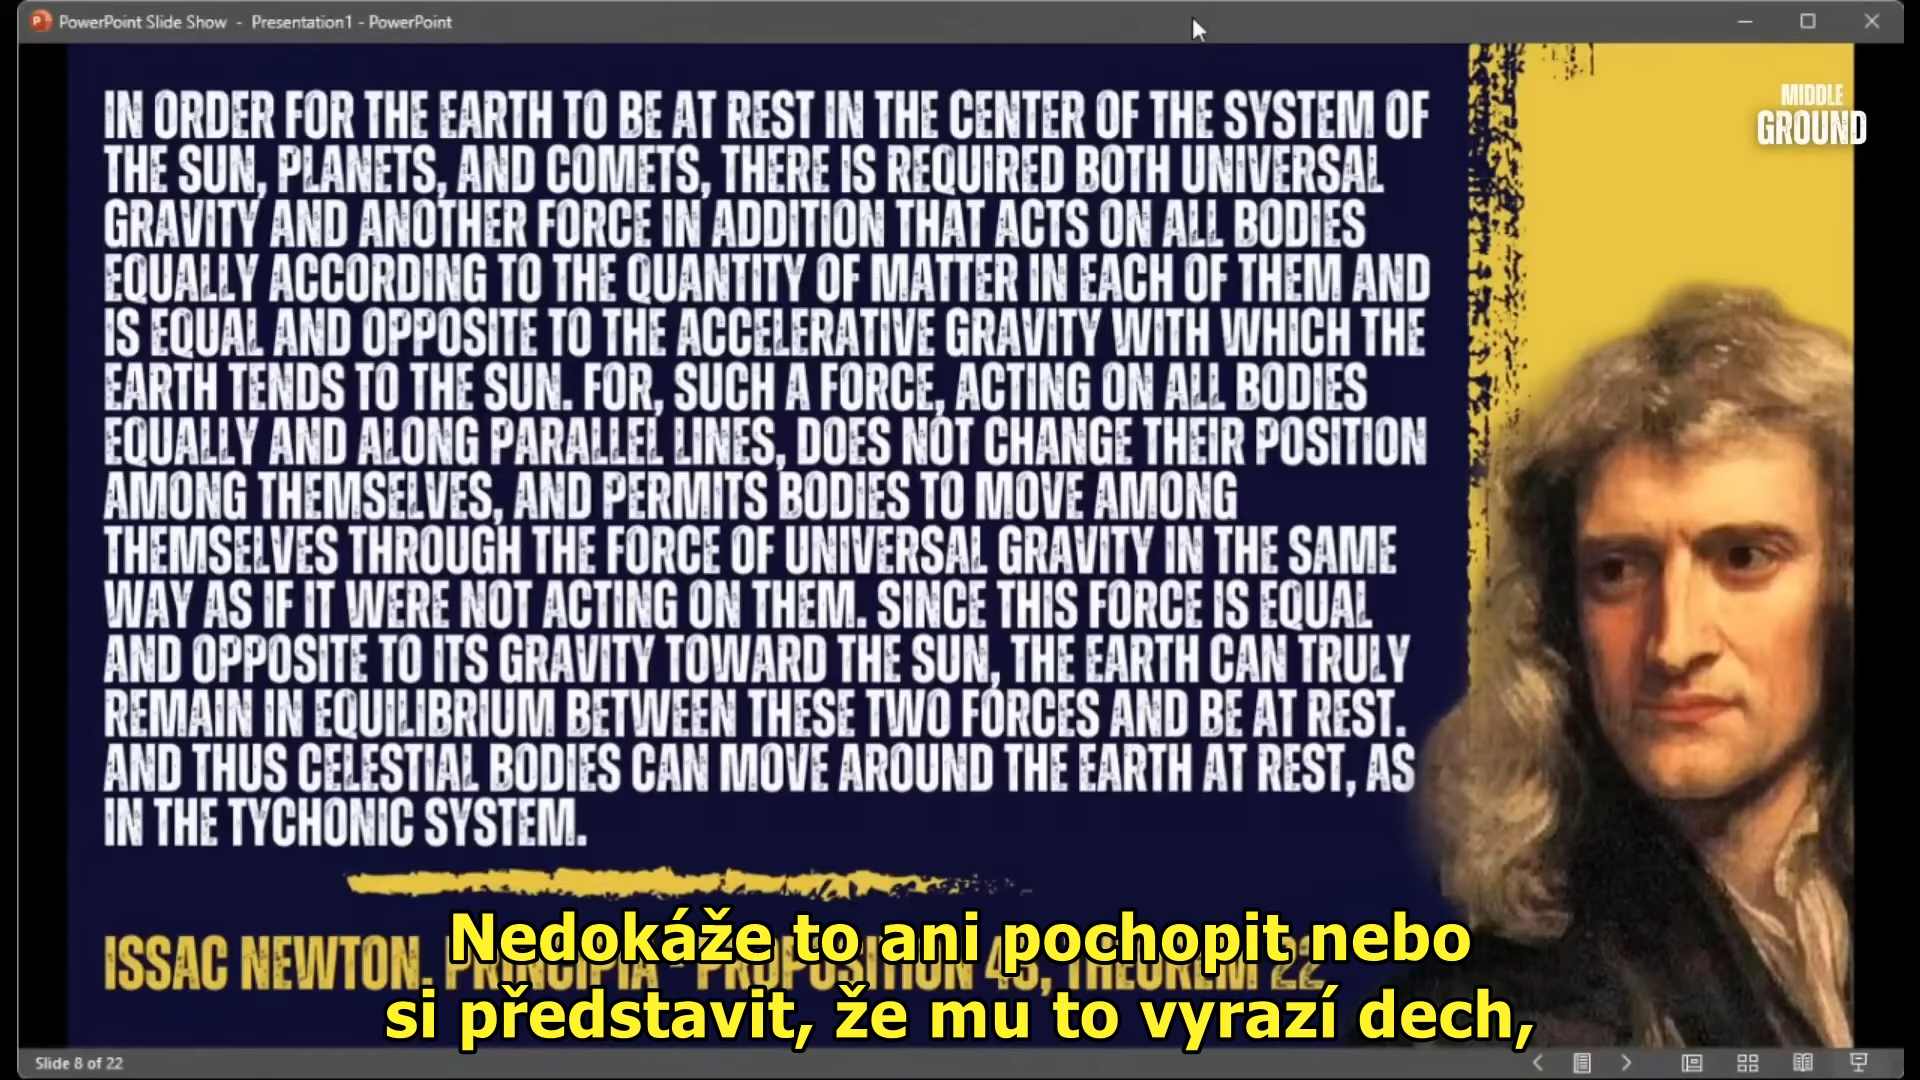 PowerPoint Slide Show - Presentation1 - PowerPoint
MIDDLE
GROUND
IN ORDER FOR THE EARTH TO BE AT REST IN THE CENTER OF THE SYSTEM OF
THE SUN, PLANETS, AND COMETS, THERE IS REQUIRED BOTH UNIVERSAL
GRAVITY AND ANOTHER FORCE IN ADDITION THAT ACTS ON ALL BODIES
EQUALLY ACCORDING TO THE QUANTITY OF MATTER IN EACH OF THEM AND
IS EQUAL AND OPPOSITE TO THE ACCELERATIVE GRAVITY WITH WHICH THE
EARTH TENDS TO THE SUN. FOR, SUCH A FORCE, ACTING ON ALL BODIES
EQUALLY AND ALONG PARALLEL LINES, DOES NOT CHANGE THEIR POSITION
AMONG THEMSELVES, AND PERMITS BODIES TO MOVE AMONG
THEMSELVES THROUGH THE FORCE OF UNIVERSAL GRAVITY IN THE SAME
WAY AS IF IT WERE NOT ACTING ON THEM. SINCE THIS FORCE IS EQUAL
AND OPPOSITE TO ITS GRAVITY TOWARD THE SUN, THE EARTH CAN TRULY
REMAIN IN EQUILIBRIUM BETWEEN THESE TWO FORCES AND BE AT REST.
AND THUS CELESTIAL BODIES CAN MOVE AROUND THE EARTH AT REST, AS
IN THE TYCHONIC SYSTEM.
ISSAC NEWTON, PRINCIPIA - PROPOSITION 43, THEOREM 22
Nedokáže to ani pochopit nebo
si představit, že mu to vyrazí dech,
Slide 8 of 22